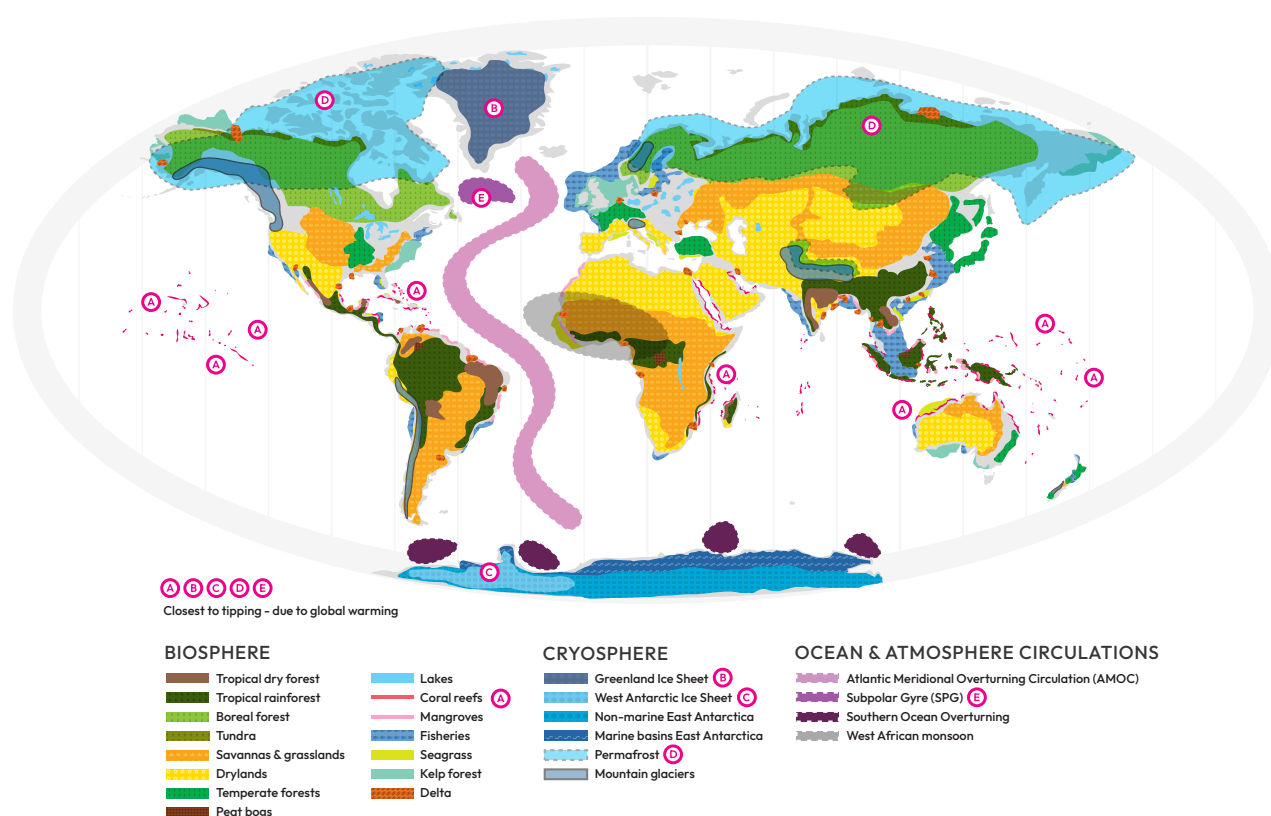 D
B
D
E
A
A
A
A
A
A
A
A
C
A B C D E
Closest to tipping - due to global warming
BIOSPHERE
Tropical dry forest
Tropical rainforest
Boreal forest
Tundra
Savannas & grasslands
Drylands
Temperate forests
Peat bogs
Lakes
Coral reefs A
Mangroves
Fisheries
Seagrass
Kelp forest
Delta
CRYOSPHERE
Greenland Ice Sheet B
West Antarctic Ice Sheet C
Non-marine East Antarctica
Marine basins East Antarctica
Permafrost D
Mountain glaciers
OCEAN & ATMOSPHERE CIRCULATIONS
Atlantic Meridional Overturning Circulation (AMOC)
Subpolar Gyre (SPG) E
Southern Ocean Overturning
West African monsoon